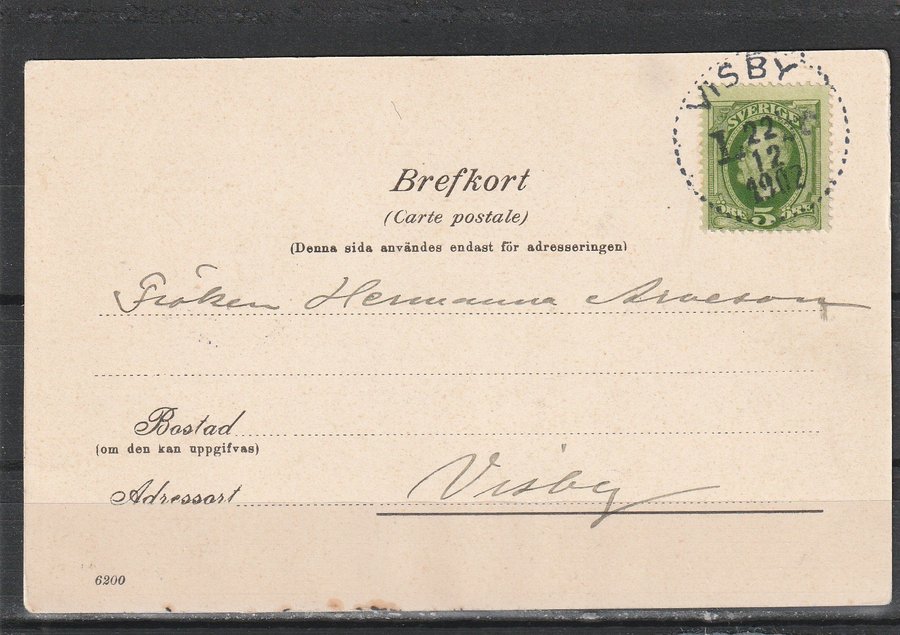 VISBY
SVERIGE
22
12
1902
ÖRE 5 ÖRE
Brefkort
(Carte postale)
(Denna sida användes endast för adresseringen)
Fröken Hermanna Arveson
Bostad
(om den kan uppgifvas)
Adressort Visby
6200